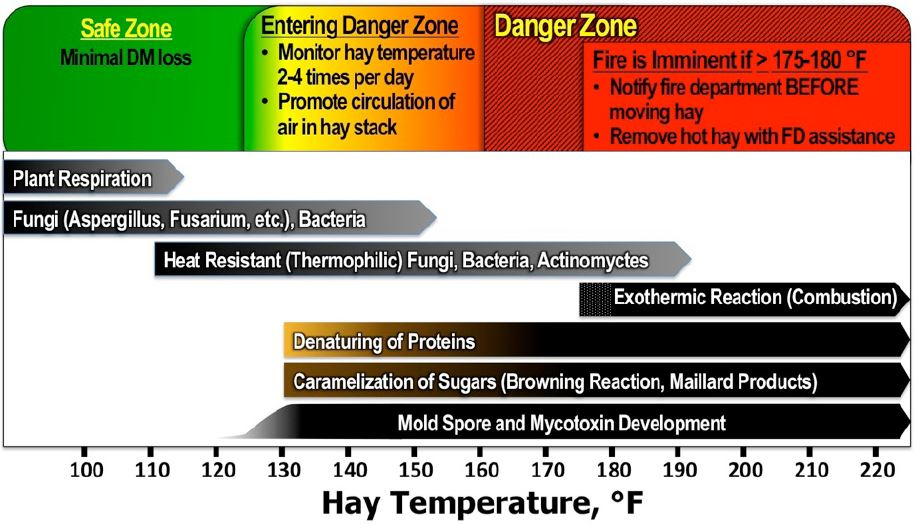 Safe Zone
Minimal DM loss
Entering Danger Zone
• Monitor hay temperature
2-4 times per day
• Promote circulation of
air in hay stack
Danger Zone
Fire is Imminent if > 175-180 °F
• Notify fire department BEFORE
moving hay
• Remove hot hay with FD assistance
Plant Respiration
Fungi (Aspergillus, Fusarium, etc.), Bacteria
Heat Resistant (Thermophilic) Fungi, Bacteria, Actinomyctes
Exothermic Reaction (Combustion)
Denaturing of Proteins
Caramelization of Sugars (Browning Reaction, Maillard Products)
Mold Spore and Mycotoxin Development
100 110 120 130 140 150 160 170 180 190 200 210 220
Hay Temperature, °F